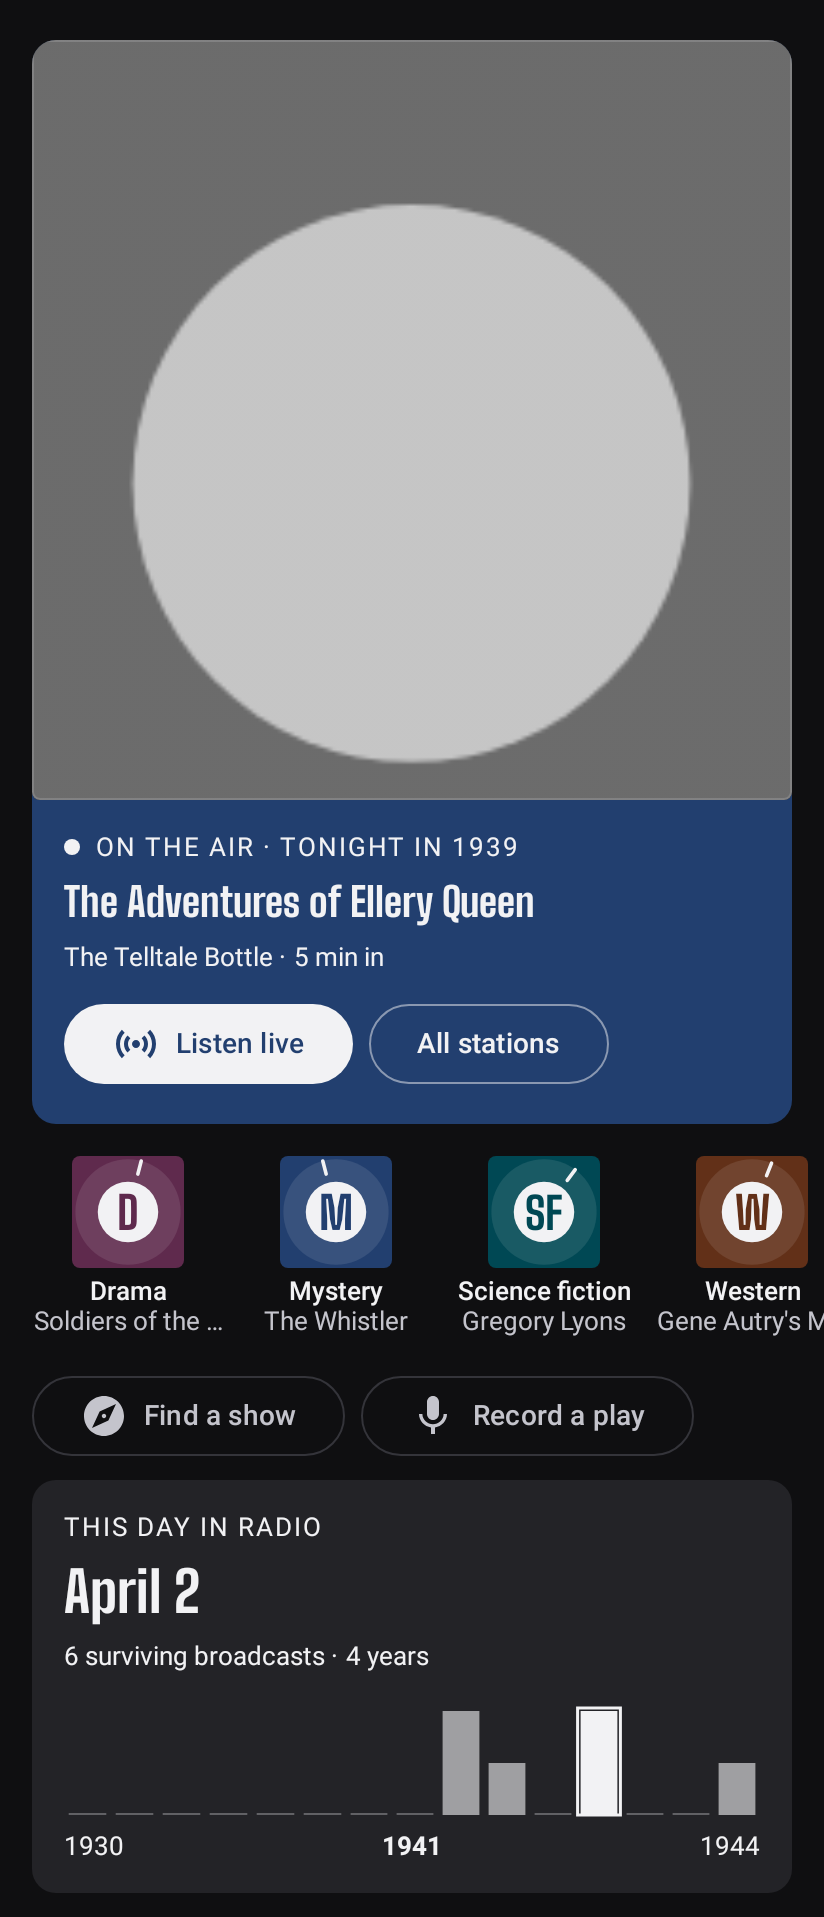 ON THE AIR · TONIGHT IN 1939
The Adventures of Ellery Queen
The Telltale Bottle · 5 min in
Listen live
All stations
D
M
SF
W
Drama
Mystery
Science fiction
Western
Soldiers of the ...
The Whistler
Gregory Lyons
Gene Autry's M
Find a show
Record a play
THIS DAY IN RADIO
April 2
6 surviving broadcasts · 4 years
1930
1941
1944